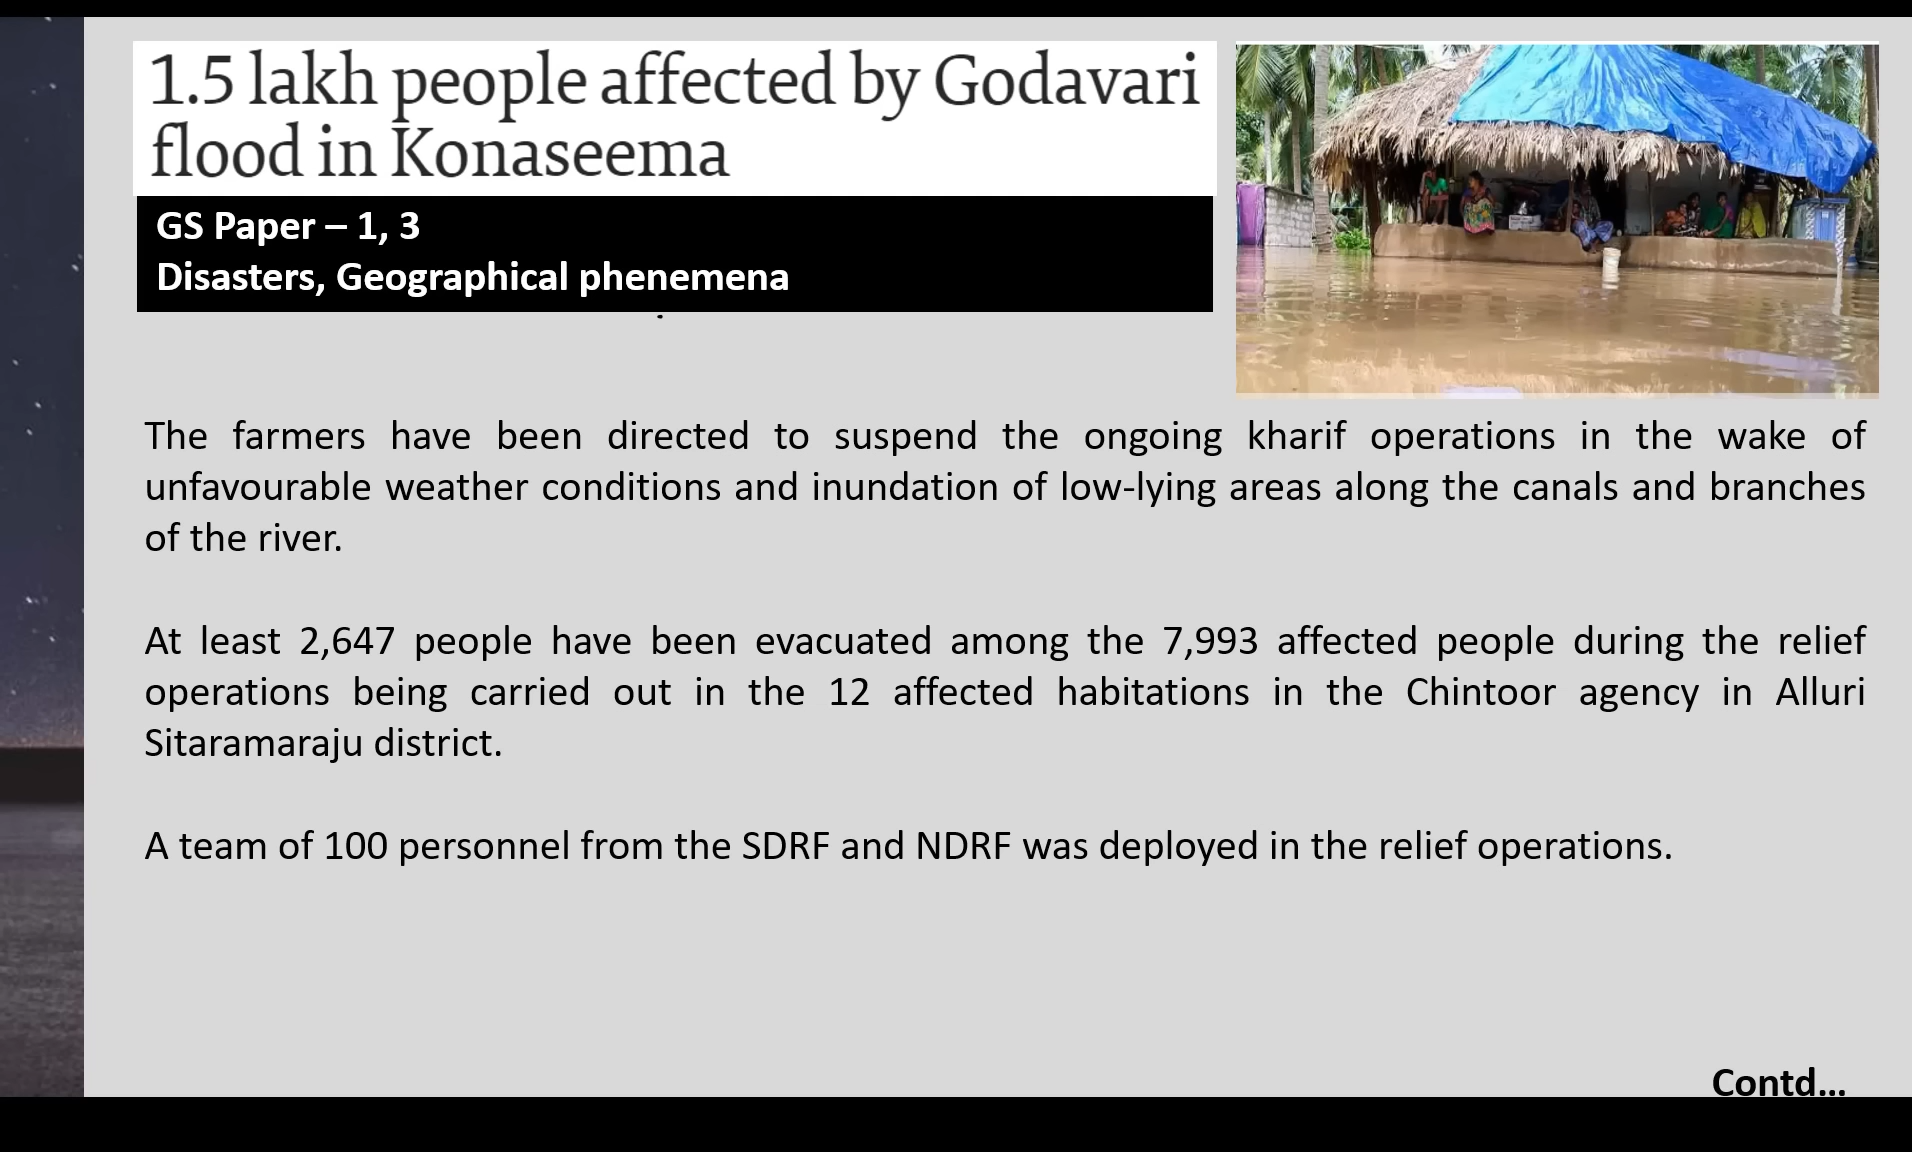 1.5 lakh people affected by Godavari
flood in Konaseema
GS Paper – 1, 3
Disasters, Geographical phenemena
The farmers have been directed to suspend the ongoing kharif operations in the wake of
unfavourable weather conditions and inundation of low-lying areas along the canals and branches
of the river.
At least 2,647 people have been evacuated among the 7,993 affected people during the relief
operations being carried out in the 12 affected habitations in the Chintoor agency in Alluri
Sitaramaraju district.
A team of 100 personnel from the SDRF and NDRF was deployed in the relief operations.
Contd...